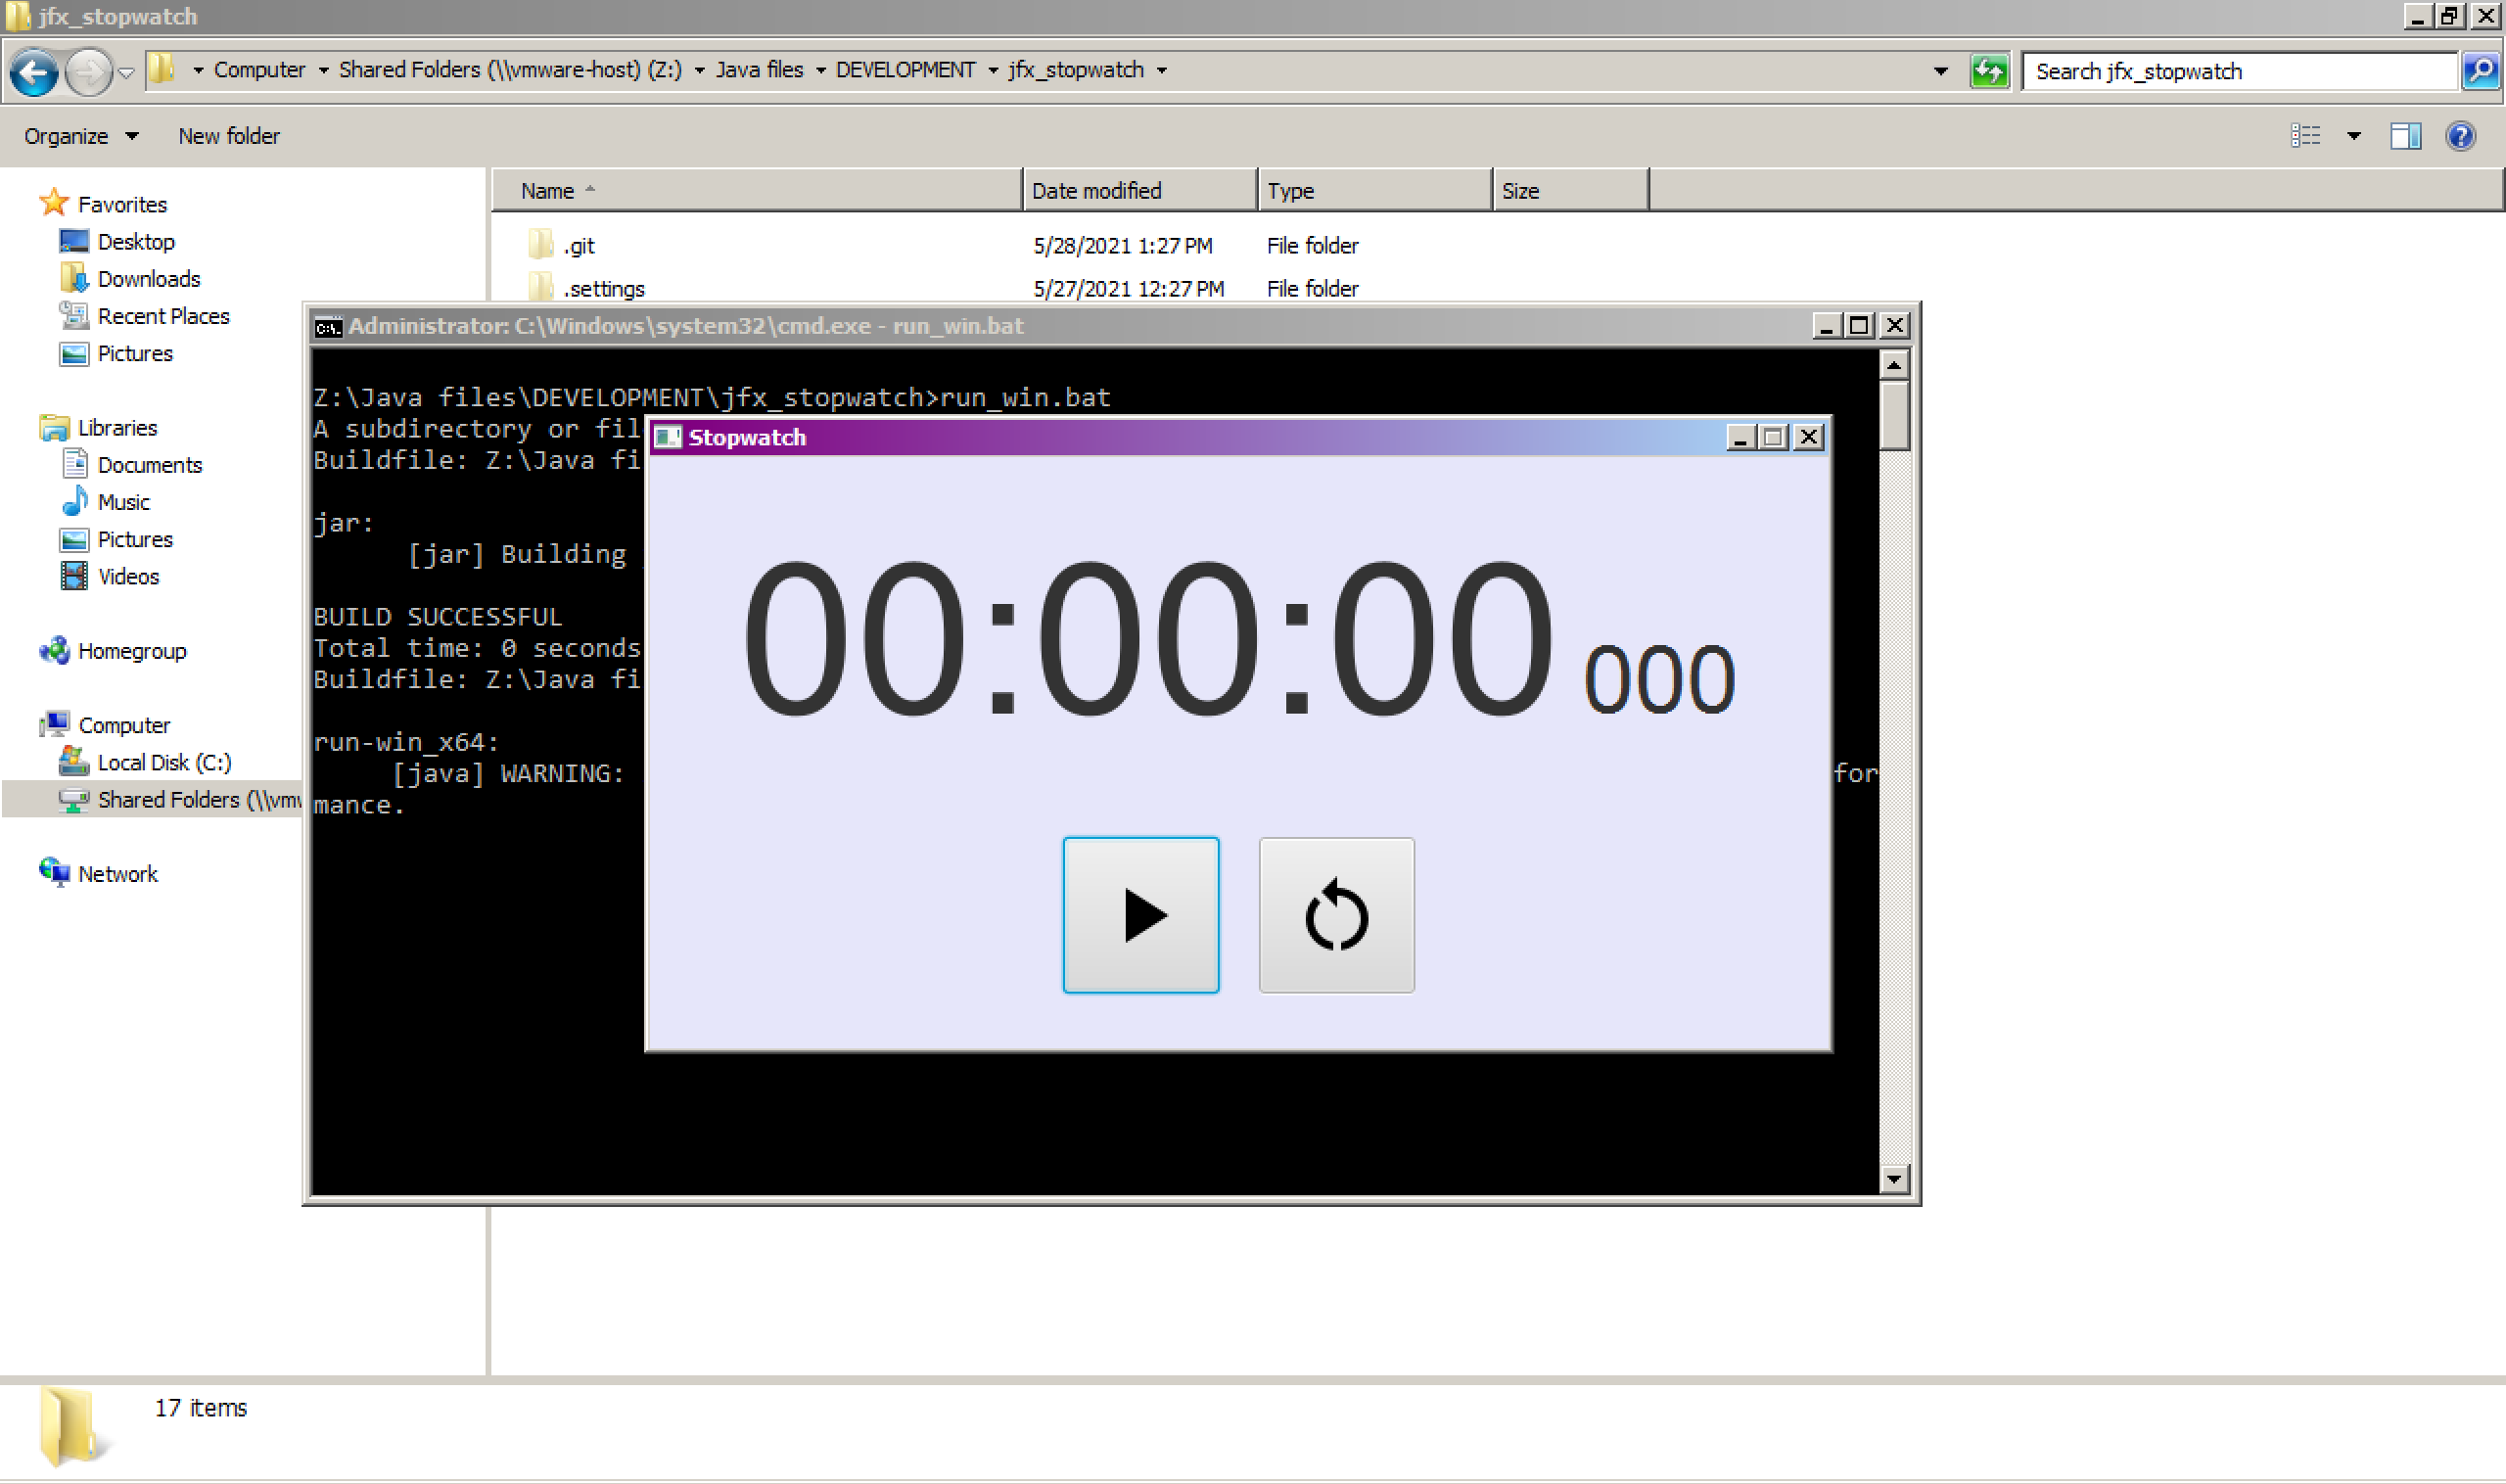 jfx_stopwatch
Computer Shared Folders (\\vmware-host) (Z:) Java files DEVELOPMENT jfx_stopwatch
Search jfx_stopwatch
Organize New folder
Name Date modified Type Size
.git 5/28/2021 1:27 PM File folder
.settings 5/27/2021 12:27 PM File folder
Favorites
Desktop
Downloads
Recent Places
Pictures
Libraries
Documents
Music
Pictures
Videos
Homegroup
Computer
Local Disk (C:)
Shared Folders (\\vmw
Network
Administrator: C:\Windows\system32\cmd.exe - run_win.bat
Z:\Java files\DEVELOPMENT\jfx_stopwatch>run_win.bat
A subdirectory or fil
Buildfile: Z:\Java fi
jar:
[jar] Building
BUILD SUCCESSFUL
Total time: 0 seconds
Buildfile: Z:\Java fi
run-win_x64:
[java] WARNING: for
mance.
Stopwatch
00:00:00 000
17 items